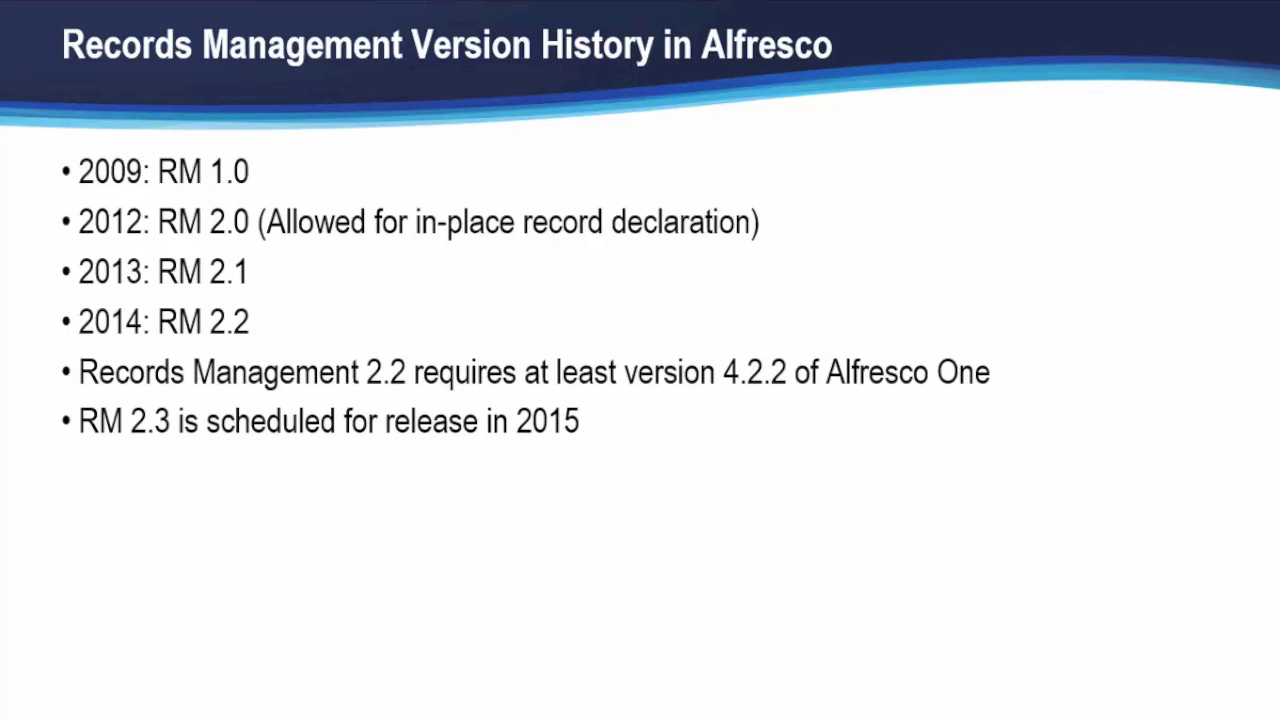 Records Management Version History in Alfresco
• 2009: RM 1.0
• 2012: RM 2.0 (Allowed for in-place record declaration)
• 2013: RM 2.1
• 2014: RM 2.2
• Records Management 2.2 requires at least version 4.2.2 of Alfresco One
• RM 2.3 is scheduled for release in 2015